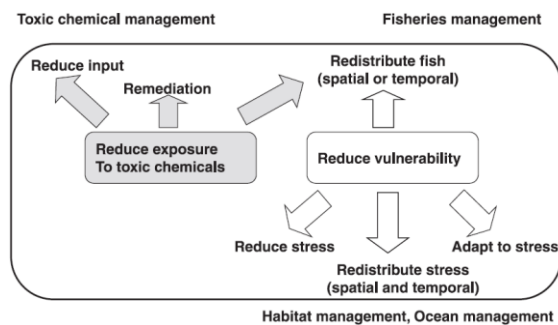 Toxic chemical management
Fisheries management
Reduce input
Remediation
Redistribute fish
(spatial or temporal)
Reduce exposure
To toxic chemicals
Reduce vulnerability
Reduce stress
Adapt to stress
Redistribute stress
(spatial and temporal)
Habitat management, Ocean management